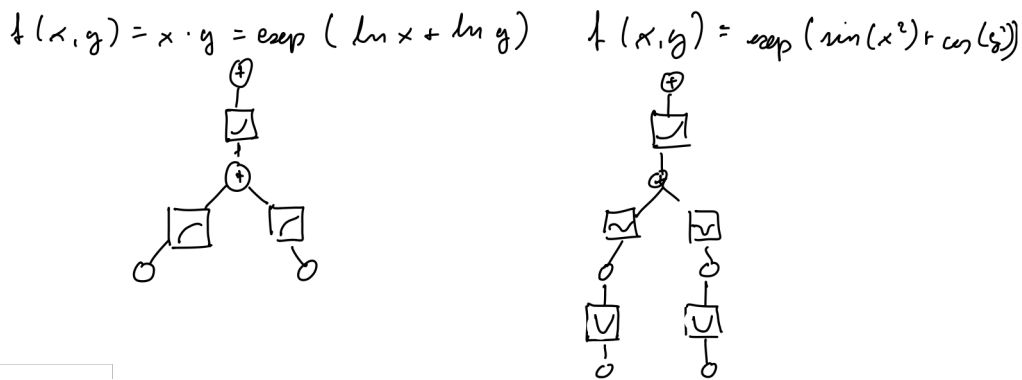 f(x,y) = x · y = exp ( ln x + ln y)
f(x,y) = exp (sin(x²) + cos(y²))
+
+
+
+